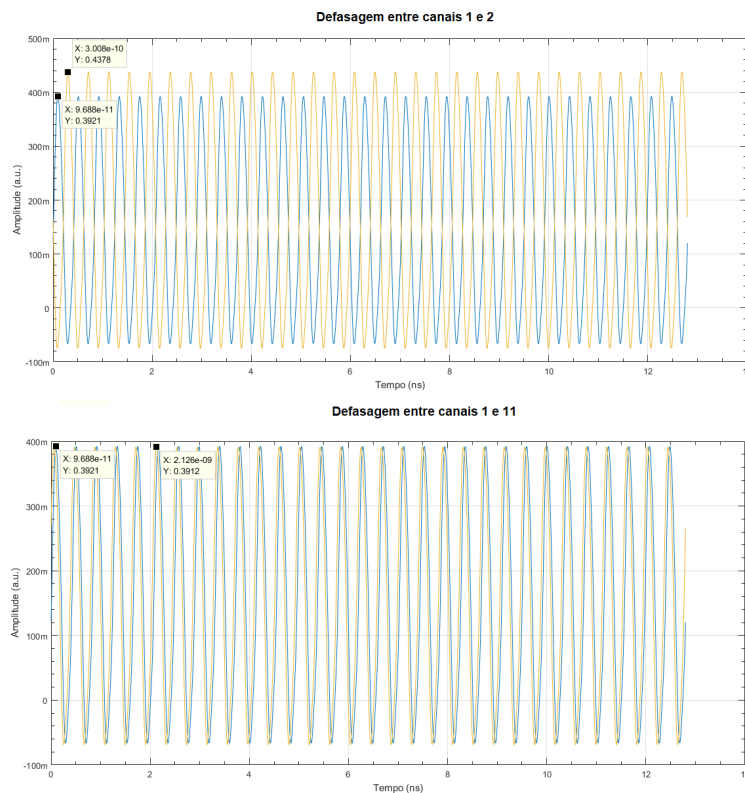 Defasagem entre canais 1 e 2
500m
X: 3.008e-10
Y: 0.4378
400m
X: 9.688e-11
Y: 0.3921
300m
200m
100m
0
-100m
Amplitude (a.u.)
0 2 4 6 8 10 12
Tempo (ns)
Defasagem entre canais 1 e 11
400m
X: 9.688e-11
Y: 0.3921
X: 2.126e-09
Y: 0.3912
300m
200m
100m
0
-100m
Amplitude (a.u.)
0 2 4 6 8 10 12
Tempo (ns)